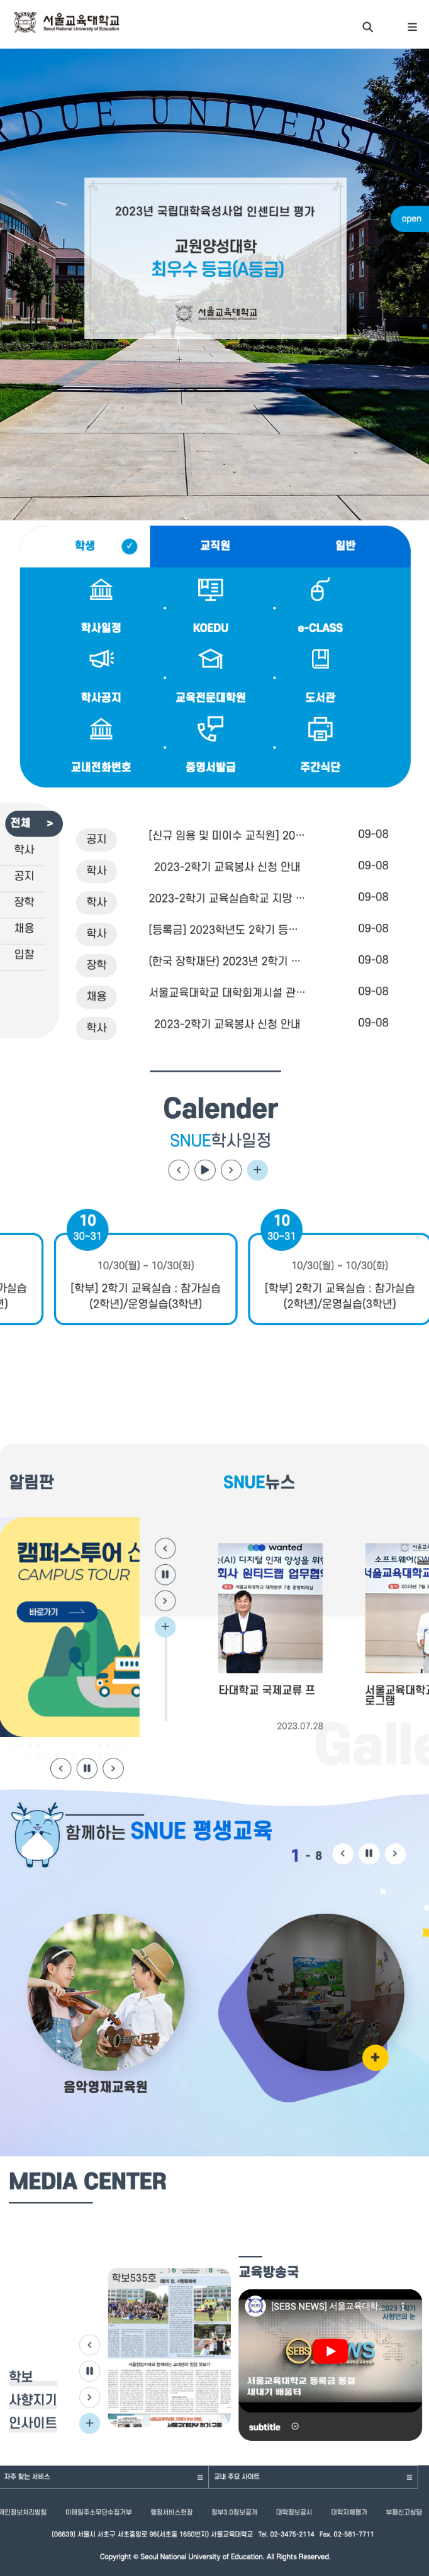 서울교육대학교
Seoul National University of Education
RDUE UNIVERSI
2023년 국립대학육성사업 인센티브 평가
open
교원양성대학
최우수 등급(A등급)
서울교육대학교
Seoul National University of Education
학생
교직원
일반
학사일정
KOEDU
e-CLASS
학사공지
교육전문대학원
도서관
교내전화번호
증명서발급
주간식단
전체 >
학사
공지
장학
채용
입찰
공지 [신규 임용 및 미이수 교직원] 20… 09-08
학사 2023-2학기 교육봉사 신청 안내 09-08
학사 2023-2학기 교육실습학교 지망 … 09-08
학사 [등록금] 2023학년도 2학기 등… 09-08
장학 (한국 장학재단) 2023년 2학기 … 09-08
채용 서울교육대학교 대학회계시설 관… 09-08
학사 2023-2학기 교육봉사 신청 안내 09-08
Calender
SNUE학사일정
10
30-31
10
30-31
10/30(월) ~ 10/30(화)
10/30(월) ~ 10/30(화)
가실습
[학부] 2학기 교육실습 : 참가실습
(2학년)/운영실습(3학년)
[학부] 2학기 교육실습 : 참가실습
(2학년)/운영실습(3학년)
알림판
SNUE뉴스
캠퍼스투어
CAMPUS TOUR
바로가기
wanted
(AI) 디지털 인재 양성을 위
회사 원티드랩 업무협약
소프트웨어(SW
서울교육대학교
타대학교 국제교류 프
서울교육대학교
로그램
2023.07.28
Galle
함께하는 SNUE 평생교육
1 - 8
음악영재교육원
MEDIA CENTER
학보
사향지기
인사이트
학보535호
교육방송국
[SEBS NEWS] 서울교육대학…
2023 1학기
사향인의 눈
SEBS NEWS
서울교육대학교 등록금 동결
새내기 배움터
subtitle
자주 찾는 서비스
교내 주요 사이트
개인정보처리방침 이메일주소무단수집거부 행정서비스헌장 정부3.0정보공개 대학정보공시 대학자체평가 부패신고상담
(06639) 서울시 서초구 서초중앙로 96(서초동 1650번지) 서울교육대학교 Tel. 02-3475-2114 Fax. 02-581-7711
Copyright © Seoul National University of Education. All Rights Reserved.